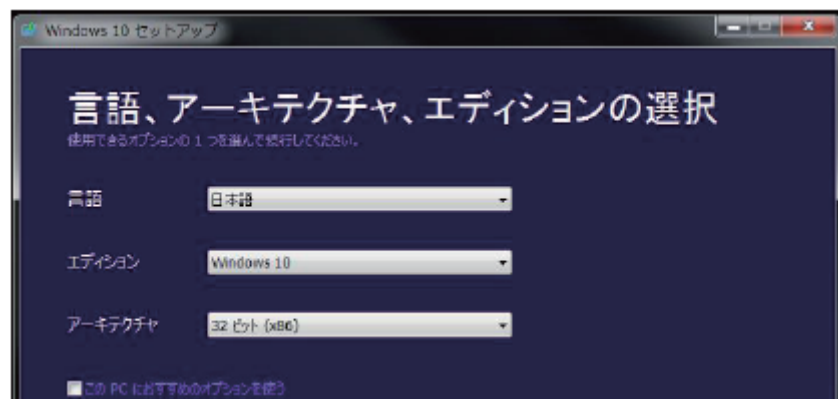 Windows 10 セットアップ
言語、アーキテクチャ、エディションの選択
使用できるオプションの 1 つを選んで続行してください。
言語
日本語
エディション
Windows 10
アーキテクチャ
32 ビット (x86)
この PC におすすめのオプションを使う